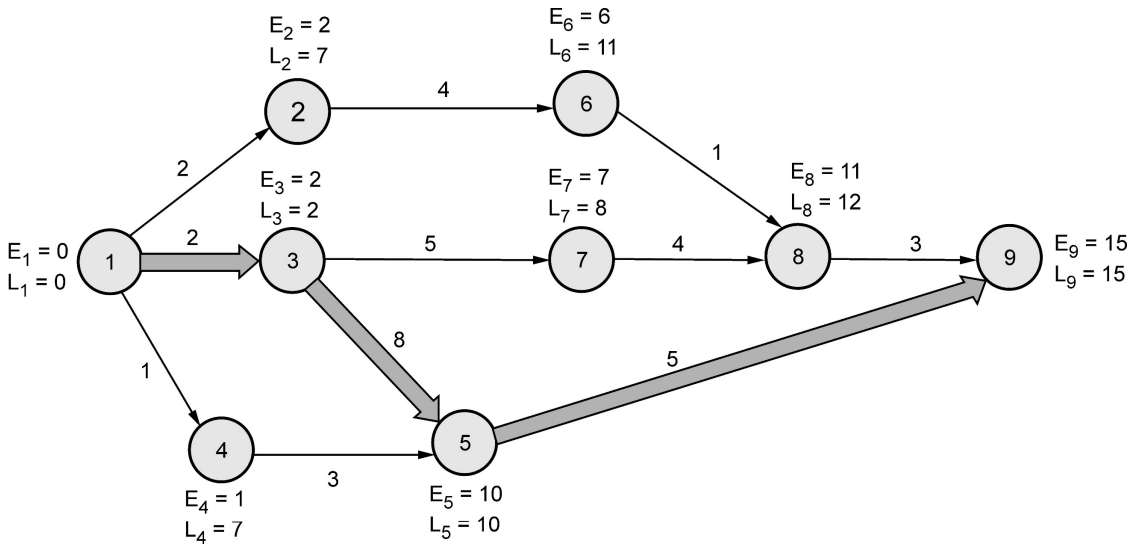 E2 = 2
L2 = 7
E6 = 6
L6 = 11
2
4
6
2
1
E3 = 2
L3 = 2
E7 = 7
L7 = 8
E8 = 11
L8 = 12
E1 = 0
L1 = 0
1
2
3
5
7
4
8
3
9
E9 = 15
L9 = 15
1
8
5
4
3
5
E4 = 1
L4 = 7
E5 = 10
L5 = 10